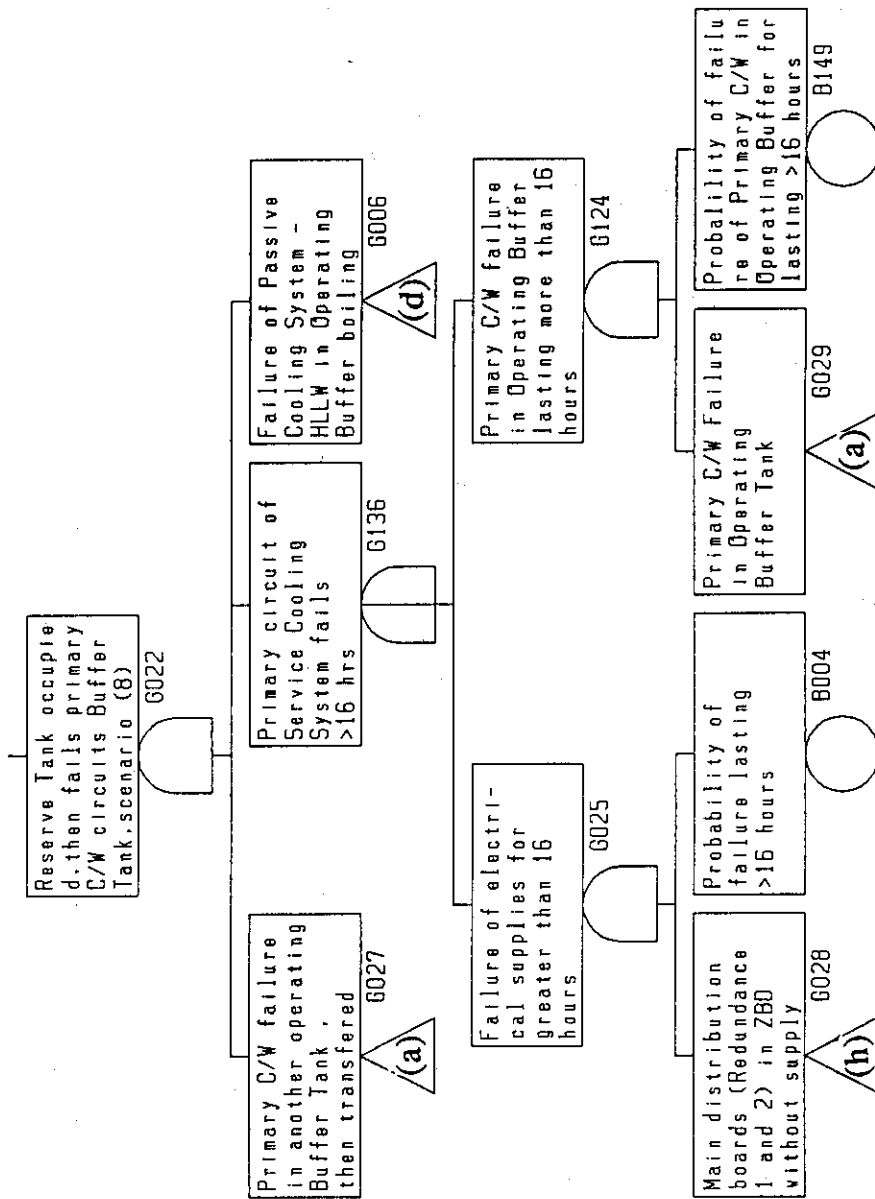 Reserve Tank occupie
d,then fails primary
C/W circuits Buffer
Tank,scenario (8)
G022
Primary C/W failure
in another operating
Buffer Tank ,
then transfered
G027
(a)
Primary circuit of
Service Cooling
System fails
>16 hrs
G136
Failure of Passive
Cooling System -
HLLW in Operating
Buffer boiling
G006
(d)
Failure of electri-
cal supplies for
greater than 16
hours
G025
Primary C/W failure
in Operating Buffer
lasting more than 16
hours
G124
Main distribution
boards (Redundance
1 and 2) in ZBD
without supply
G028
(h)
Probability of
failure lasting
>16 hours
B004
Primary C/W Failure
in Operating
Buffer Tank
G029
(a)
Probalility of failu
re of Primary C/W in
Operating Buffer for
lasting >16 hours
B149